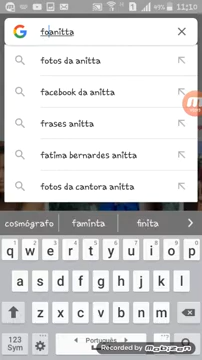 49% 11:10
foanitta
fotos da anitta
facebook da anitta
frases anitta
fatima bernardes anitta
fotos da cantora anitta
cosmógrafo faminta finita
q w e r t y u i o p
a s d f g h j k l
z x c v b n m
123 Sym Português
Recorded by Mobizen